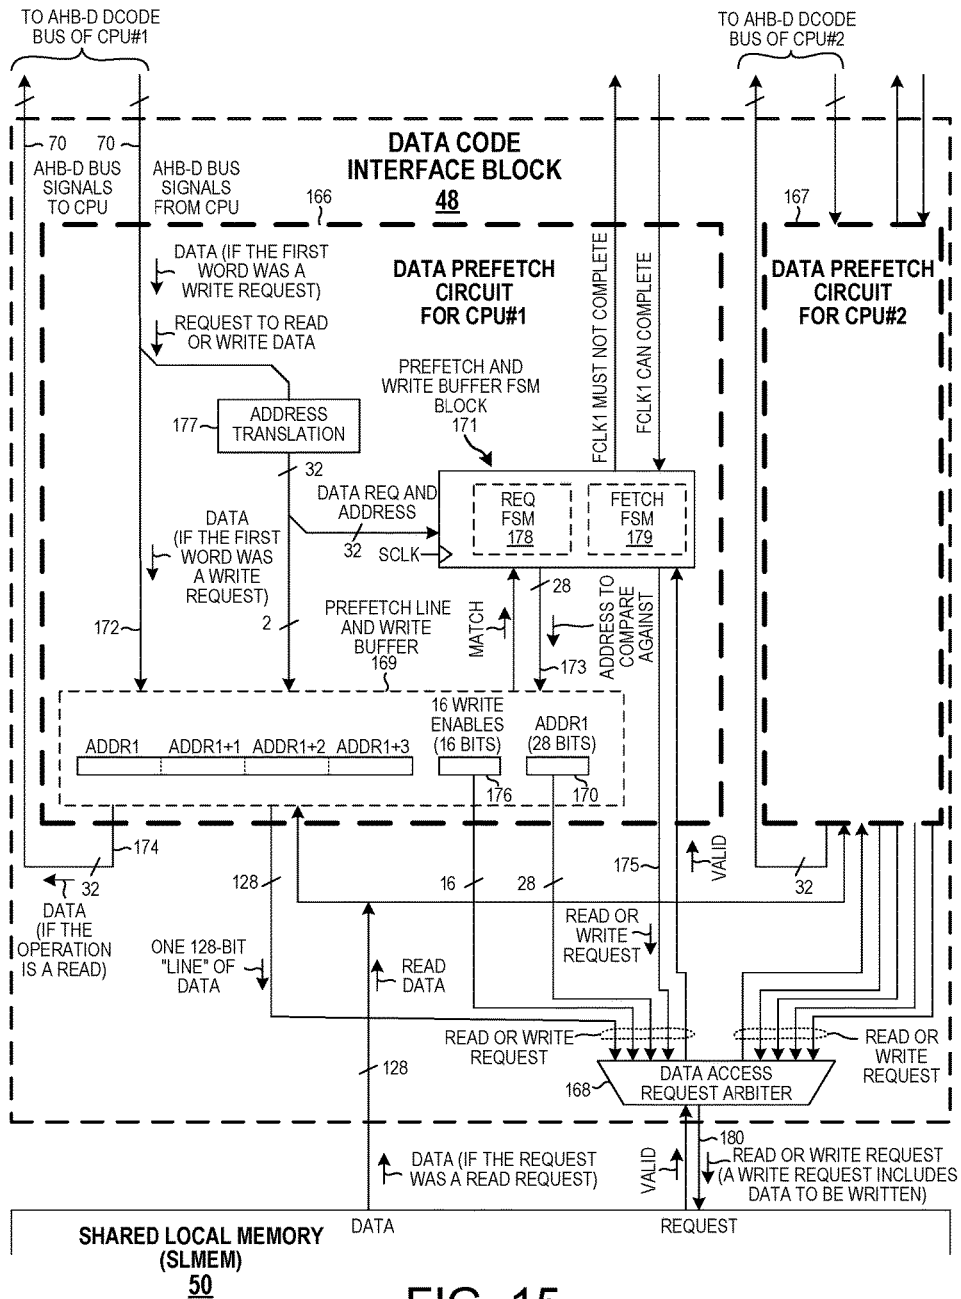 TO AHB-D DCODE
BUS OF CPU#1
TO AHB-D DCODE
BUS OF CPU#2
70
70
AHB-D BUS
SIGNALS
TO CPU
AHB-D BUS
SIGNALS
FROM CPU
DATA CODE
INTERFACE BLOCK
48
166
167
DATA (IF THE FIRST
WORD WAS A
WRITE REQUEST)
REQUEST TO READ
OR WRITE DATA
DATA PREFETCH
CIRCUIT
FOR CPU#1
FCLK1 MUST NOT COMPLETE
FCLK1 CAN COMPLETE
DATA PREFETCH
CIRCUIT
FOR CPU#2
PREFETCH AND
WRITE BUFFER FSM
BLOCK
171
177
ADDRESS
TRANSLATION
32
DATA REQ AND
ADDRESS
32
SCLK
REQ
FSM
178
FETCH
FSM
179
DATA
(IF THE FIRST
WORD WAS
A WRITE
REQUEST)
172
2
PREFETCH LINE
AND WRITE
BUFFER
169
MATCH
28
173
ADDRESS TO
COMPARE
AGAINST
16 WRITE
ENABLES
(16 BITS)
ADDR1
(28 BITS)
ADDR1
ADDR1+1
ADDR1+2
ADDR1+3
176
170
174
32
DATA
(IF THE
OPERATION
IS A READ)
128
16
28
175
VALID
32
ONE 128-BIT
"LINE" OF
DATA
READ
DATA
READ OR
WRITE
REQUEST
READ OR WRITE
REQUEST
READ OR
WRITE
REQUEST
128
168
DATA ACCESS
REQUEST ARBITER
DATA (IF THE REQUEST
WAS A READ REQUEST)
VALID
180
READ OR WRITE REQUEST
(A WRITE REQUEST INCLUDES
DATA TO BE WRITTEN)
DATA
REQUEST
SHARED LOCAL MEMORY
(SLMEM)
50
FIG. 15